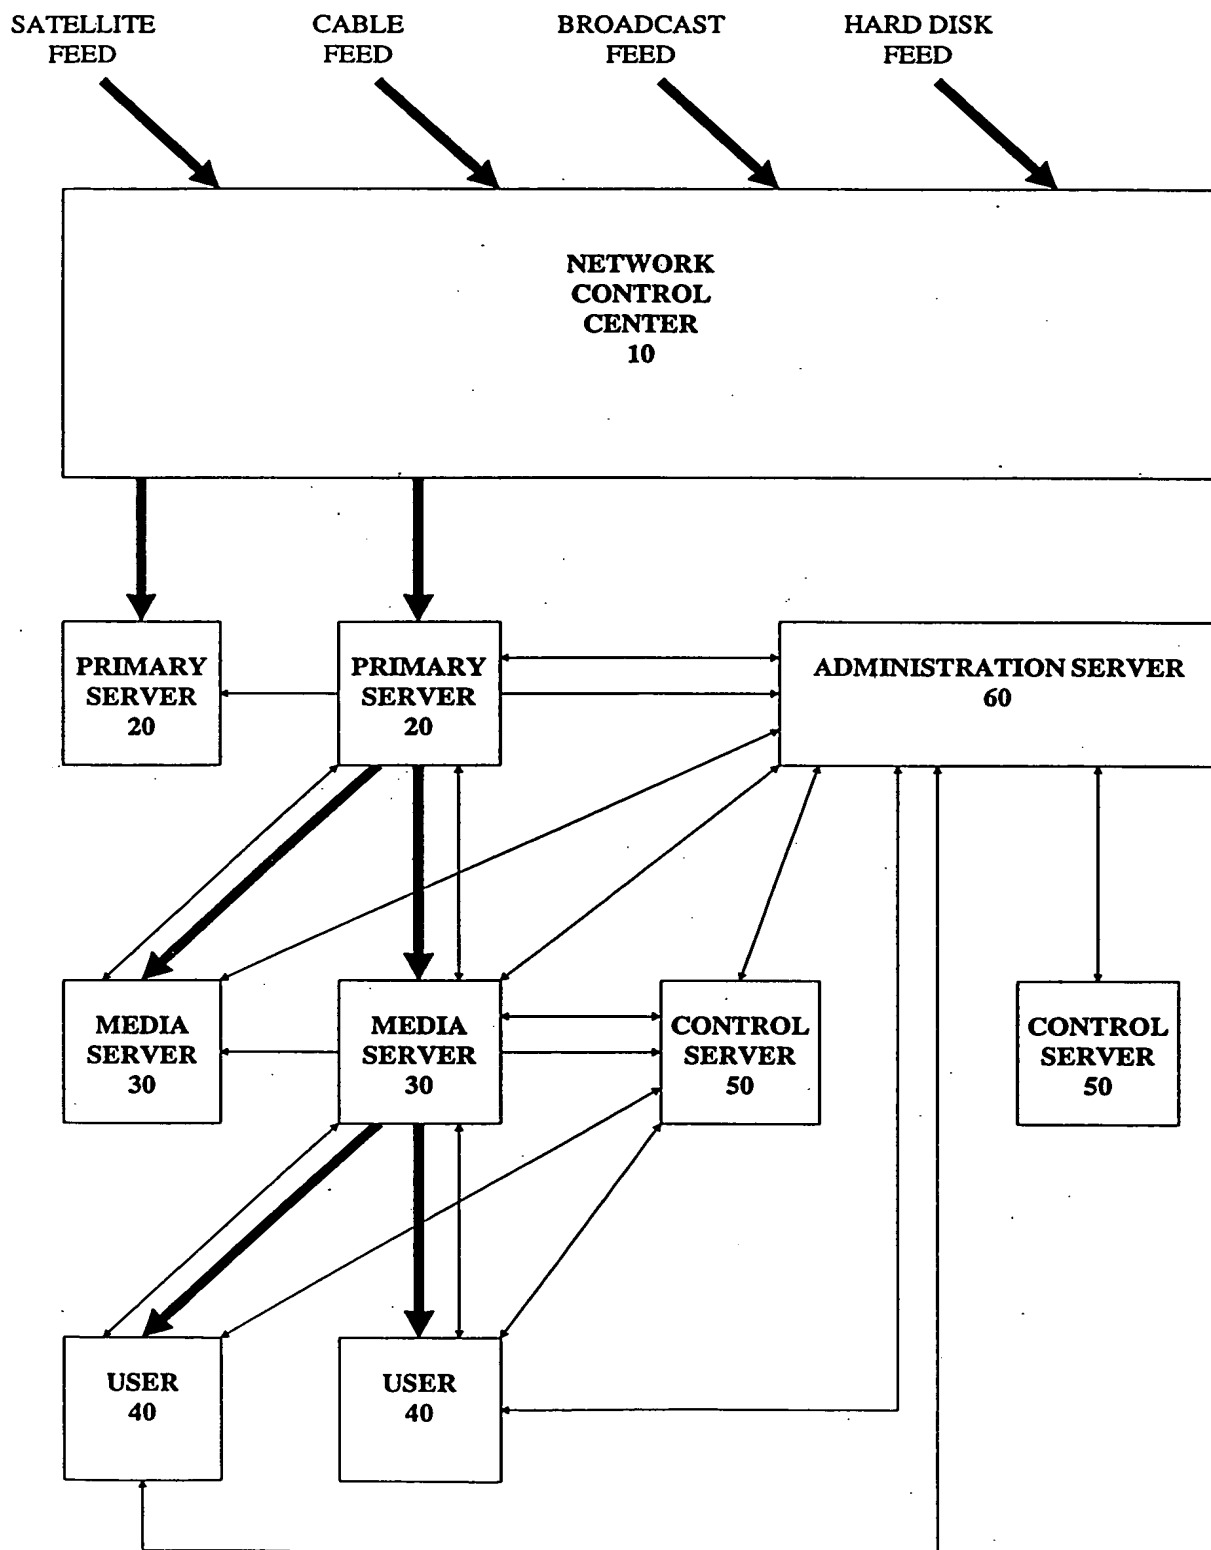 SATELLITE
FEED
CABLE
FEED
BROADCAST
FEED
HARD DISK
FEED
NETWORK
CONTROL
CENTER
10
PRIMARY
SERVER
20
PRIMARY
SERVER
20
ADMINISTRATION SERVER
60
MEDIA
SERVER
30
MEDIA
SERVER
30
CONTROL
SERVER
50
CONTROL
SERVER
50
USER
40
USER
40